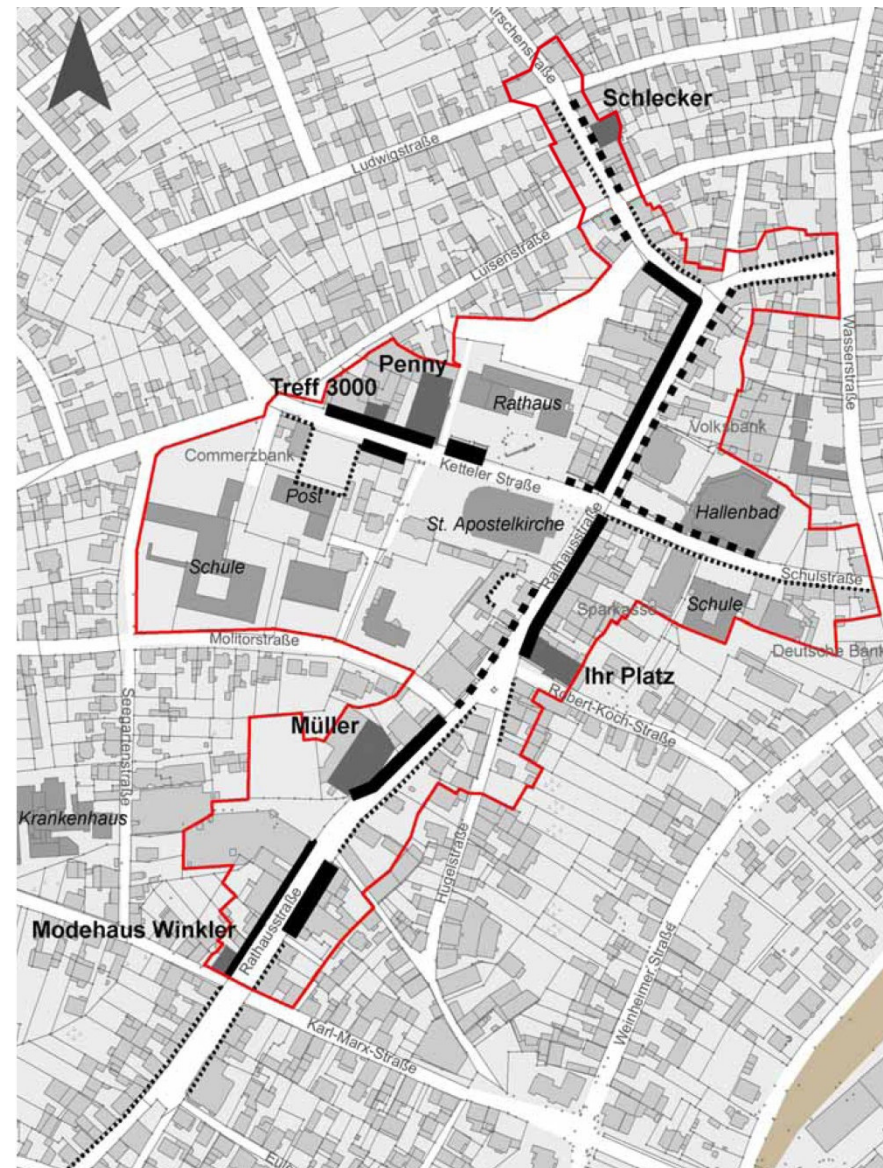 Kirschenstraße
Schlecker
Ludwigstraße
Luisenstraße
Wasserstraße
Penny
Treff 3000
Rathaus
Volksbank
Commerzbank
Ketteler Straße
Post
St. Apostelkirche
Hallenbad
Rathausstraße
Schule
Schulstraße
Sparkasse
Schule
Molitorstraße
Deutsche Bank
Ihr Platz
Robert-Koch-Straße
Seegartenstraße
Müller
Krankenhaus
Hügelstraße
Modehaus Winkler
Rathausstraße
Weinheimer Straße
Karl-Marx-Straße